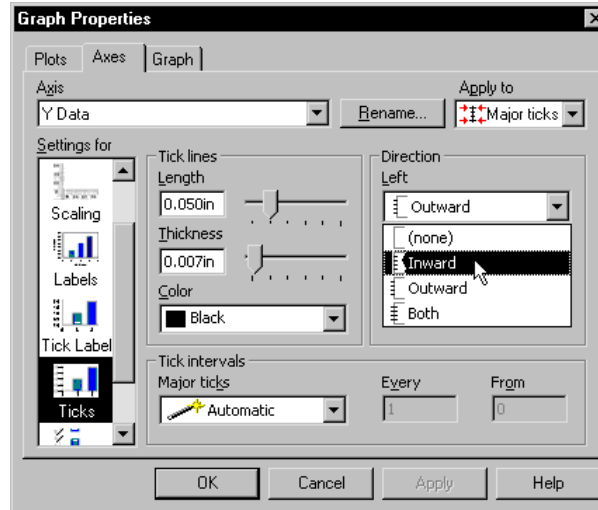 Graph Properties
Plots Axes Graph
Axis
Apply to
Y Data
Rename...
Major ticks
Settings for
Scaling
Labels
Tick Label
Ticks
Tick lines
Length
0.050in
Thickness
0.007in
Color
Black
Direction
Left
Outward
(none)
Inward
Outward
Both
Tick intervals
Major ticks
Every
From
Automatic
1
0
OK Cancel Apply Help